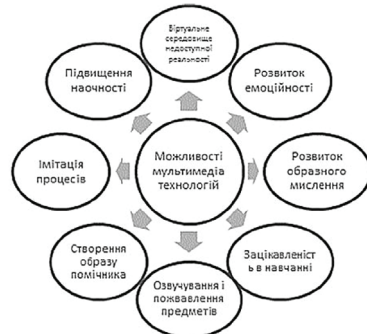 Віртуальне
середовище
недоступної
реальності
Розвиток
емоційності
Розвиток
образного
мислення
Зацікавленіст
ь в навчанні
Озвучування і
пожвавлення
предметів
Створення
образу
помічника
Імітація
процесів
Підвищення
наочності
Можливості
мультимедіа
технологій